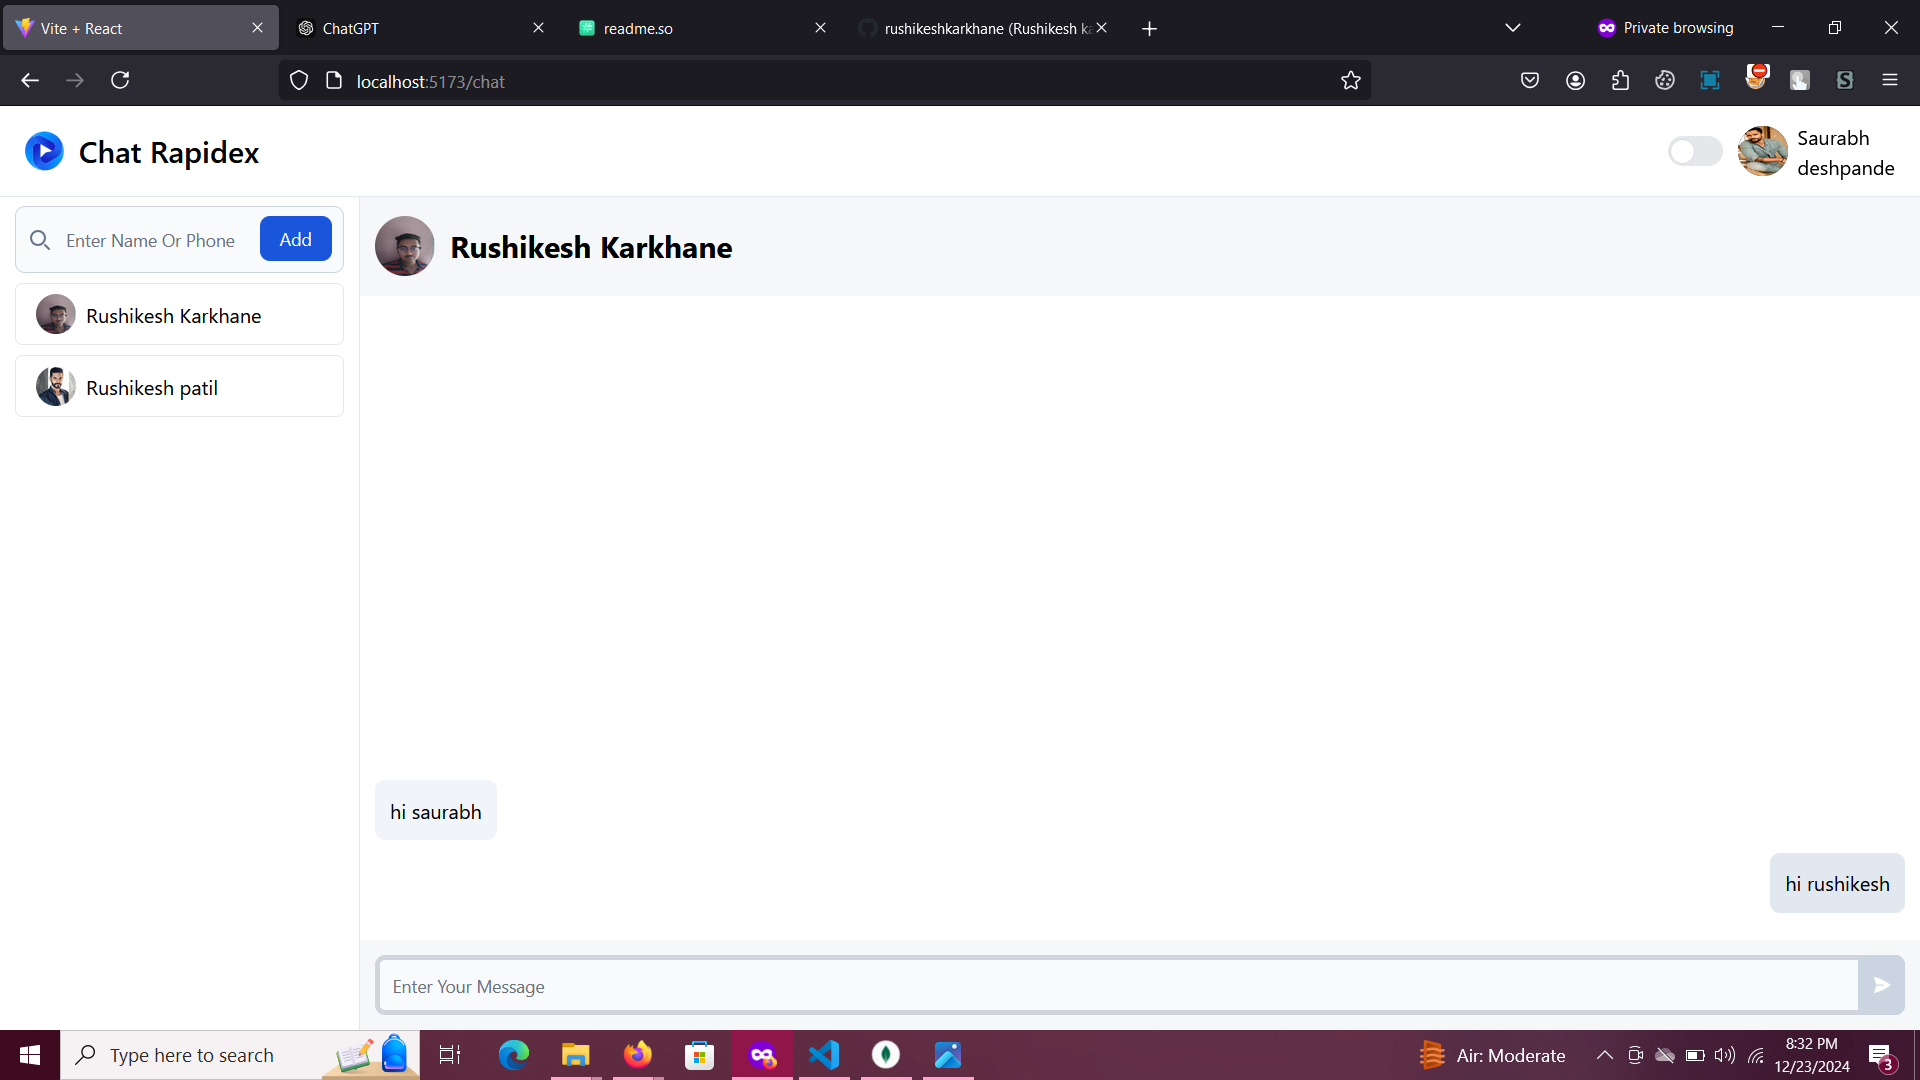 Vite + React
ChatGPT
readme.so
rushikeshkarkhane (Rushikesh ka
Private browsing
localhost:5173/chat
Chat Rapidex
Saurabh
deshpande
Enter Name Or Phone
Add
Rushikesh Karkhane
Rushikesh patil
Rushikesh Karkhane
hi saurabh
hi rushikesh
Enter Your Message
Type here to search
Air: Moderate
8:32 PM
12/23/2024
3